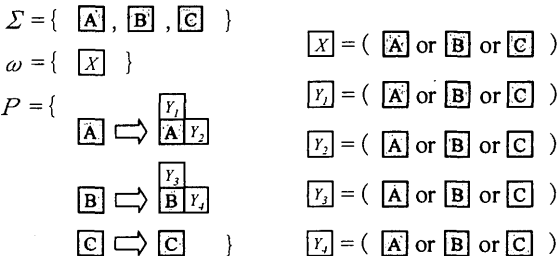 Σ = { A , B , C }
ω = { X }
P = {
A ⇨ Y₁ A Y₂
B ⇨ Y₃ B Y₄
C ⇨ C }
X = ( A or B or C )
Y₁ = ( A or B or C )
Y₂ = ( A or B or C )
Y₃ = ( A or B or C )
Y₄ = ( A or B or C )